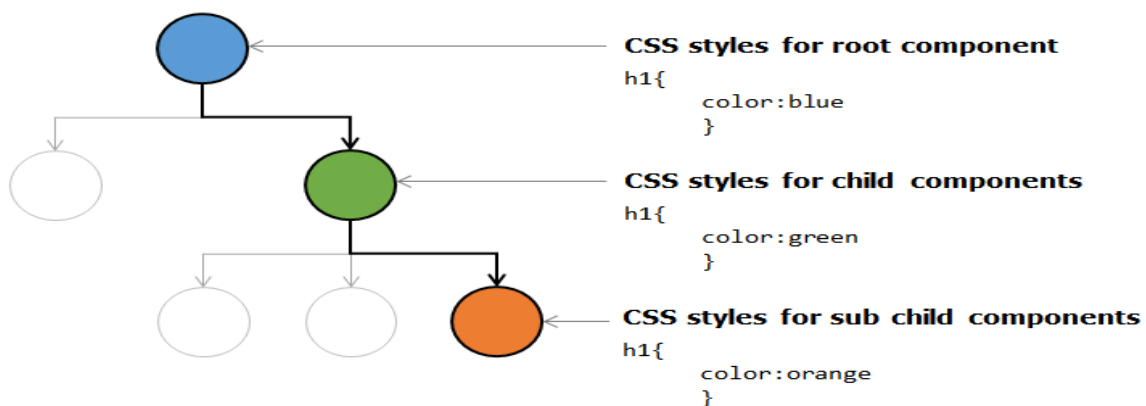 CSS styles for root component
h1{
color:blue
}
CSS styles for child components
h1{
color:green
}
CSS styles for sub child components
h1{
color:orange
}